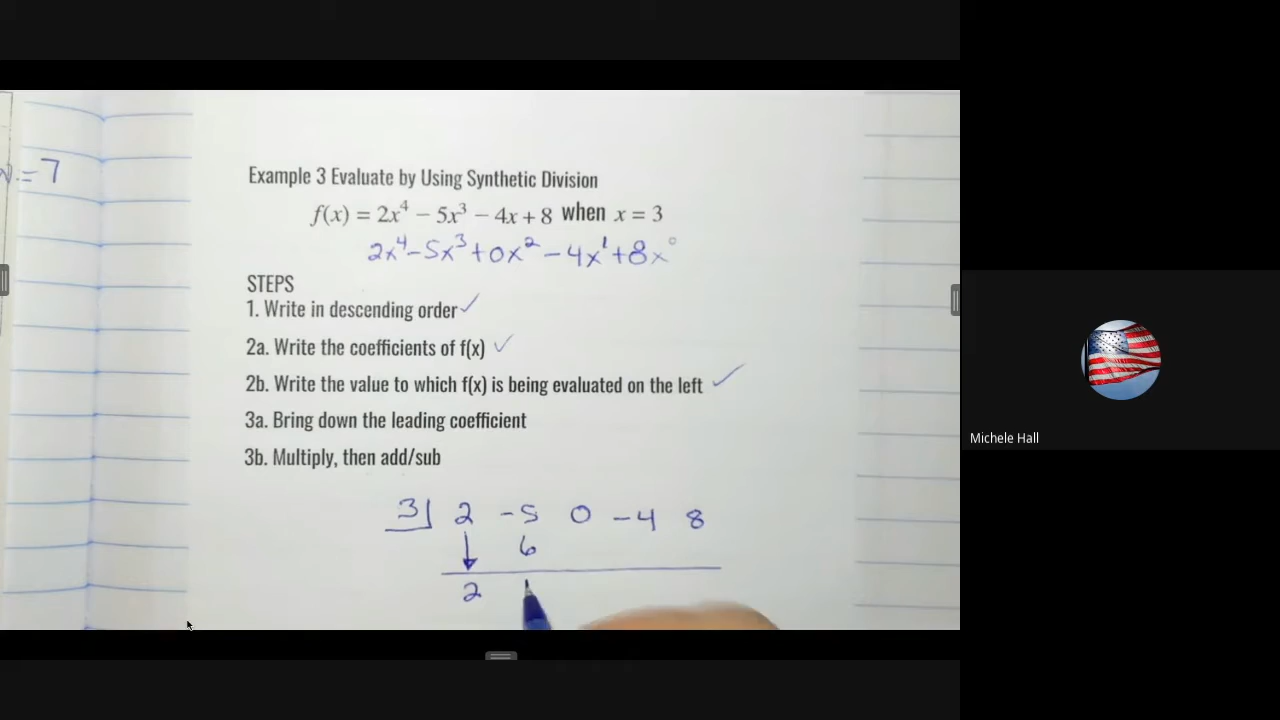 N.=7
Example 3 Evaluate by Using Synthetic Division
f(x) = 2x⁴ − 5x³ − 4x + 8 when x = 3
2x⁴-5x³+0x²-4x¹+8x⁰
STEPS
1. Write in descending order✓
2a. Write the coefficients of f(x) ✓
2b. Write the value to which f(x) is being evaluated on the left ✓
3a. Bring down the leading coefficient
3b. Multiply, then add/sub
3| 2 -5 0 -4 8
↓ 6
2
Michele Hall